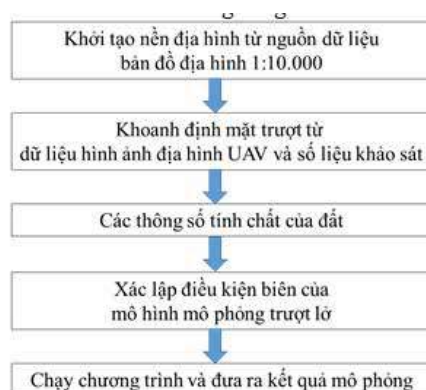 Khởi tạo nền địa hình từ nguồn dữ liệu
bản đồ địa hình 1:10.000
Khoanh định mặt trượt từ
dữ liệu hình ảnh địa hình UAV và số liệu khảo sát
Các thông số tính chất của đất
Xác lập điều kiện biên của
mô hình mô phỏng trượt lở
Chạy chương trình và đưa ra kết quả mô phỏng